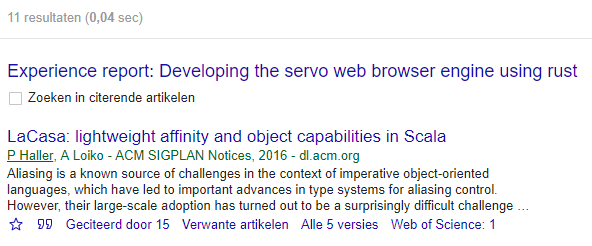 11 resultaten (0,04 sec)
Experience report: Developing the servo web browser engine using rust
Zoeken in citerende artikelen
LaCasa: lightweight affinity and object capabilities in Scala
P Haller, A Loiko - ACM SIGPLAN Notices, 2016 - dl.acm.org
Aliasing is a known source of challenges in the context of imperative object-oriented
languages, which have led to important advances in type systems for aliasing control.
However, their large-scale adoption has turned out to be a surprisingly difficult challenge …
Geciteerd door 15 Verwante artikelen Alle 5 versies Web of Science: 1